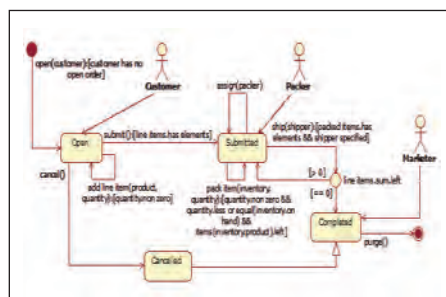 open(customer):[customer has no
open order]
Customer
assign(packer)
Packer
ship(shipper):[packed items.has
elements && shipper specified]
Marketer
Open
submit():[line items.has elements]
Submitted
cancel()
add line item(product,
quantity):[quantity.non zero]
pack item(inventory,
quantity):[quantity.non zero &&
quantity.less or equal(inventory.on
hand) &&
items(inventory.product).left]
[> 0]
line items.sum.left
[== 0]
Completed
purge()
Cancelled